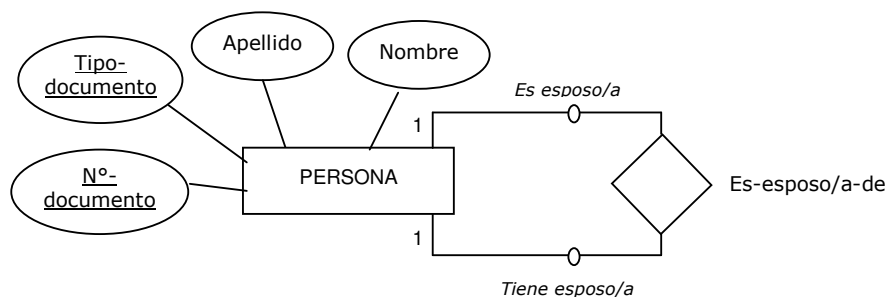 Apellido
Nombre
Tipo-
documento
Es esposo/a
1
N°-
documento
PERSONA
Es-esposo/a-de
1
Tiene esposo/a